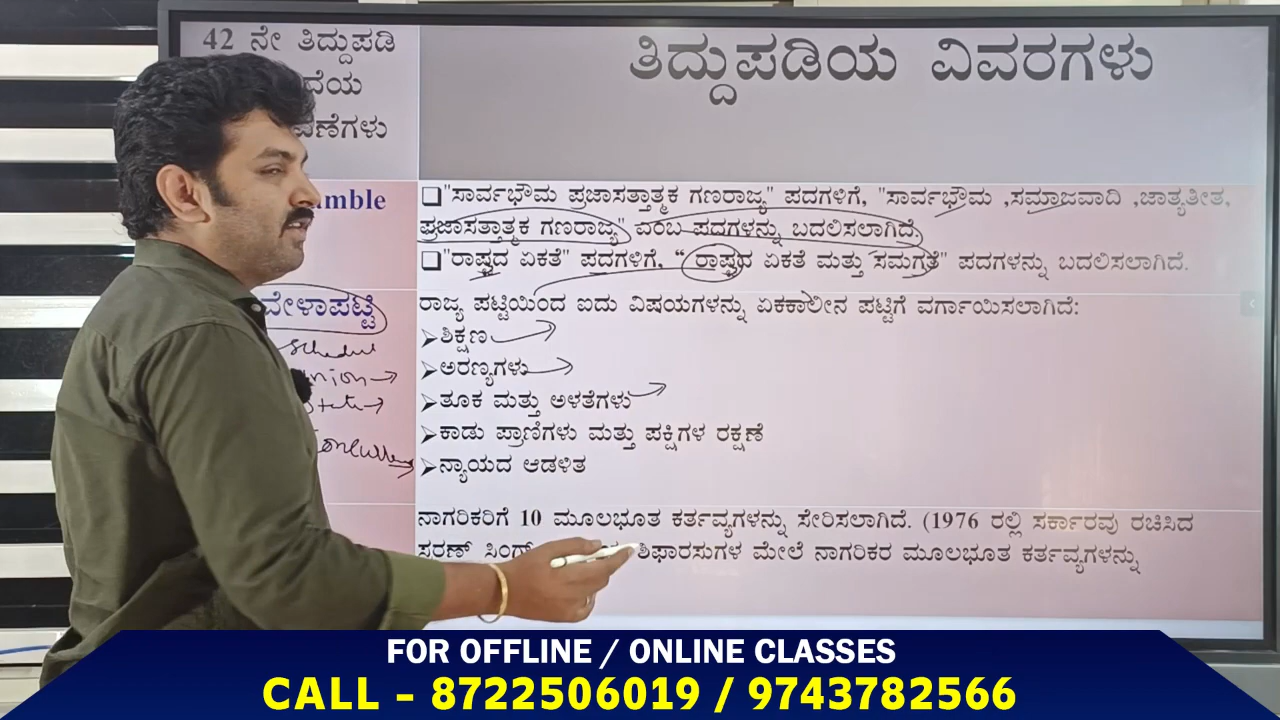 42 ನೇ ತಿದ್ದುಪಡಿ
ತಿದ್ದುಪಡಿಯ ವಿವರಗಳು
"ಸಾರ್ವಭೌಮ ಪ್ರಜಾಸತ್ತಾತ್ಮಕ ಗಣರಾಜ್ಯ" ಪದಗಳಿಗೆ, "ಸಾರ್ವಭೌಮ ,ಸಮಾಜವಾದಿ ,ಜಾತ್ಯತೀತ,
ಪ್ರಜಾಸತ್ತಾತ್ಮಕ ಗಣರಾಜ್ಯ" ಎಂಬ ಪದಗಳನ್ನು ಬದಲಿಸಲಾಗಿದೆ
"ರಾಷ್ಟ್ರದ ಏಕತೆ" ಪದಗಳಿಗೆ, “ ರಾಷ್ಟ್ರದ ಏಕತೆ ಮತ್ತು ಸಮಗ್ರತೆ" ಪದಗಳನ್ನು ಬದಲಿಸಲಾಗಿದೆ.
ವೇಳಾಪಟ್ಟಿ
ರಾಜ್ಯ ಪಟ್ಟಿಯಿಂದ ಐದು ವಿಷಯಗಳನ್ನು ಏಕಕಾಲೀನ ಪಟ್ಟಿಗೆ ವರ್ಗಾಯಿಸಲಾಗಿದೆ:
➤ಶಿಕ್ಷಣ
➤ಅರಣ್ಯಗಳು
➤ತೂಕ ಮತ್ತು ಅಳತೆಗಳು
➤ಕಾಡು ಪ್ರಾಣಿಗಳು ಮತ್ತು ಪಕ್ಷಿಗಳ ರಕ್ಷಣೆ
➤ನ್ಯಾಯದ ಆಡಳಿತ
ನಾಗರಿಕರಿಗೆ 10 ಮೂಲಭೂತ ಕರ್ತವ್ಯಗಳನ್ನು ಸೇರಿಸಲಾಗಿದೆ. (1976 ರಲ್ಲಿ ಸರ್ಕಾರವು ರಚಿಸಿದ
ಸ್ವರಣ್ ಸಿಂಗ್ ಶಿಫಾರಸುಗಳ ಮೇಲೆ ನಾಗರಿಕರ ಮೂಲಭೂತ ಕರ್ತವ್ಯಗಳನ್ನು
FOR OFFLINE / ONLINE CLASSES
CALL - 8722506019 / 9743782566